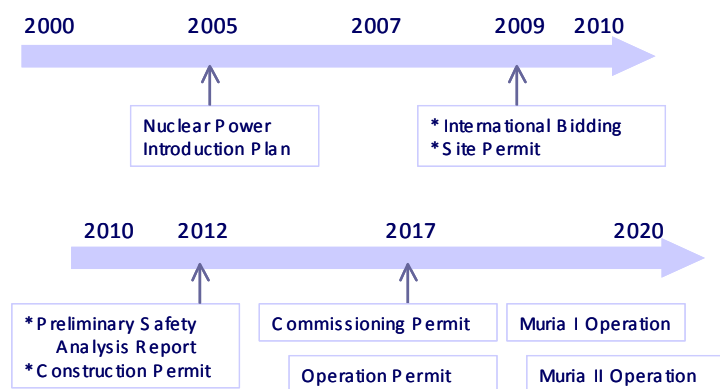 2000 2005 2007 2009 2010
Nuclear Power
Introduction Plan
* International Bidding
* Site Permit
2010 2012 2017 2020
* Preliminary Safety
Analysis Report
* Construction Permit
Commissioning Permit
Muria I Operation
Operation Permit
Muria II Operation